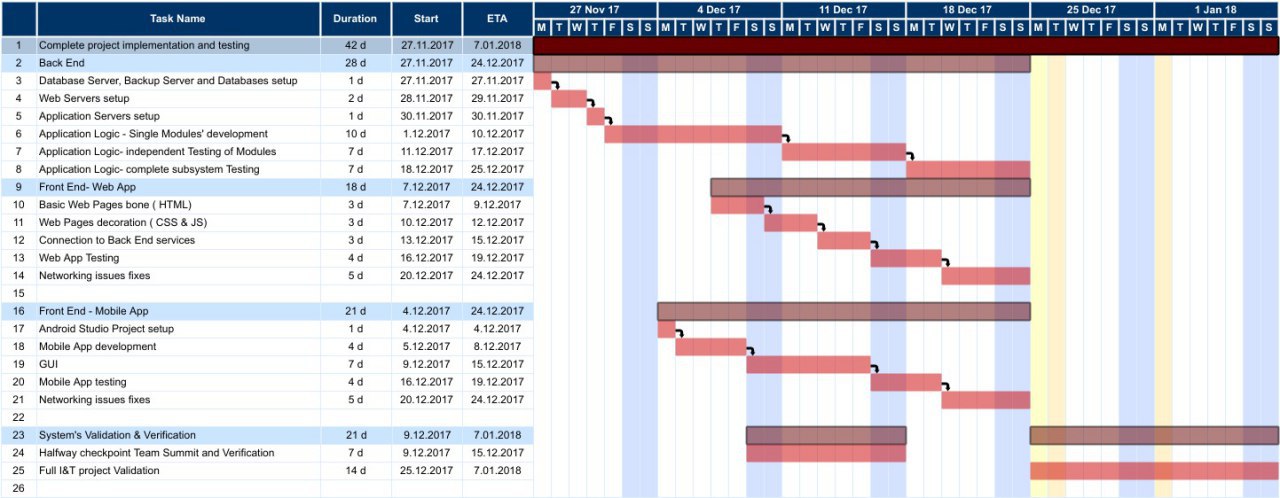 Task Name Duration Start ETA 27 Nov 17 4 Dec 17 11 Dec 17 18 Dec 17 25 Dec 17 1 Jan 18
M T W T F S S M T W T F S S M T W T F S S M T W T F S S M T W T F S S M T W T F S S
1 Complete project implementation and testing 42 d 27.11.2017 7.01.2018
2 Back End 28 d 27.11.2017 24.12.2017
3 Database Server, Backup Server and Databases setup 1 d 27.11.2017 27.11.2017
4 Web Servers setup 2 d 28.11.2017 29.11.2017
5 Application Servers setup 1 d 30.11.2017 30.11.2017
6 Application Logic - Single Modules' development 10 d 1.12.2017 10.12.2017
7 Application Logic- independent Testing of Modules 7 d 11.12.2017 17.12.2017
8 Application Logic- complete subsystem Testing 7 d 18.12.2017 25.12.2017
9 Front End- Web App 18 d 7.12.2017 24.12.2017
10 Basic Web Pages bone ( HTML) 3 d 7.12.2017 9.12.2017
11 Web Pages decoration ( CSS & JS) 3 d 10.12.2017 12.12.2017
12 Connection to Back End services 3 d 13.12.2017 15.12.2017
13 Web App Testing 4 d 16.12.2017 19.12.2017
14 Networking issues fixes 5 d 20.12.2017 24.12.2017
15
16 Front End - Mobile App 21 d 4.12.2017 24.12.2017
17 Android Studio Project setup 1 d 4.12.2017 4.12.2017
18 Mobile App development 4 d 5.12.2017 8.12.2017
19 GUI 7 d 9.12.2017 15.12.2017
20 Mobile App testing 4 d 16.12.2017 19.12.2017
21 Networking issues fixes 5 d 20.12.2017 24.12.2017
22
23 System's Validation & Verification 21 d 9.12.2017 7.01.2018
24 Halfway checkpoint Team Summit and Verification 7 d 9.12.2017 15.12.2017
25 Full I&T project Validation 14 d 25.12.2017 7.01.2018
26